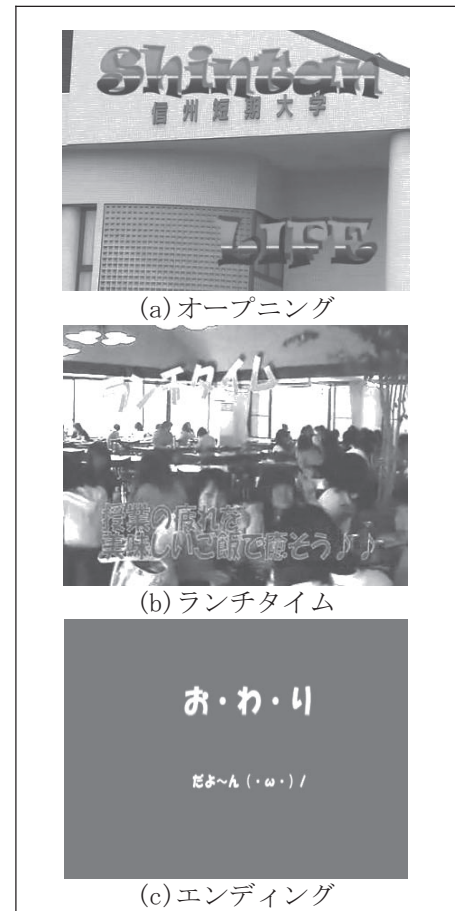 Shintan
信州短期大学
LIFE
(a)オープニング
ランチタイム
授業の疲れを
美味しいご飯で癒そう♪♪
(b)ランチタイム
お・わ・り
だよ～ん (・ω・)/
(c)エンディング